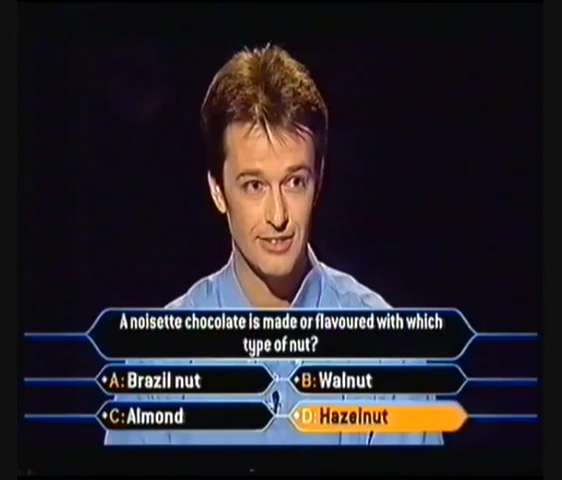 A noisette chocolate is made or flavoured with which
type of nut?
A: Brazil nut
B: Walnut
C: Almond
D: Hazelnut